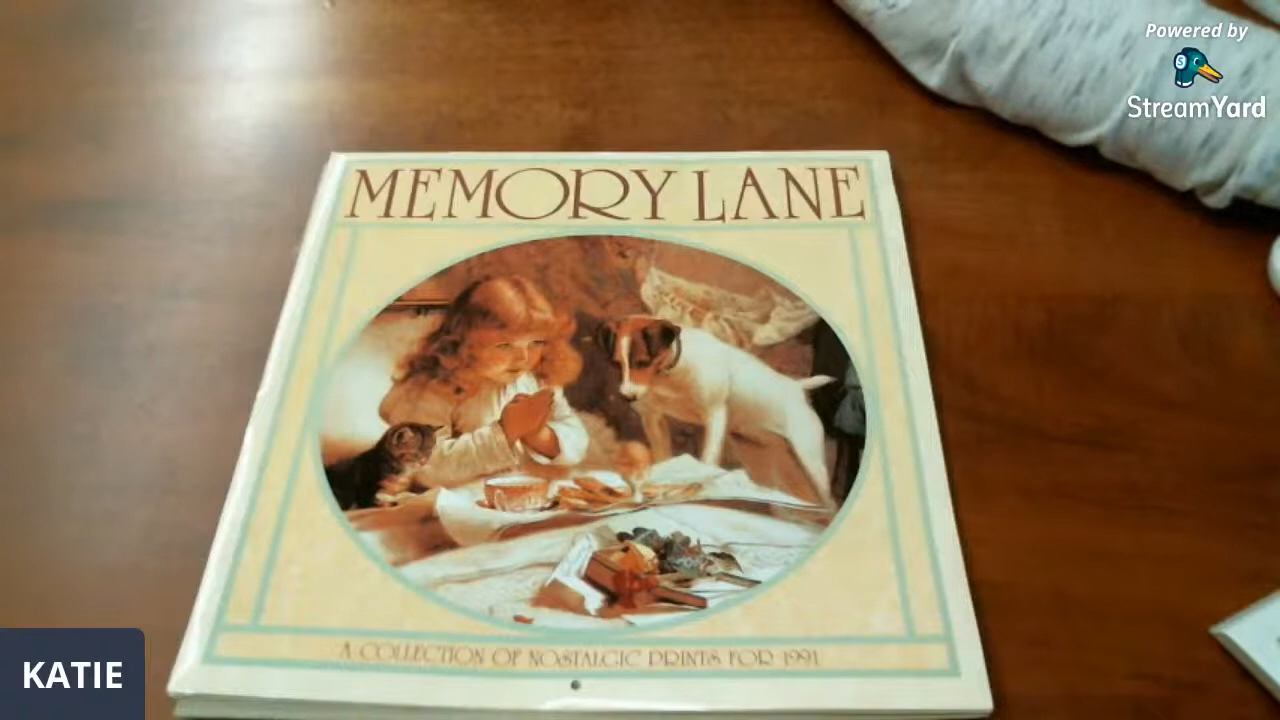 Powered by
StreamYard
MEMORY LANE
A COLLECTION OF NOSTALGIC PRINTS FOR 1991
KATIE